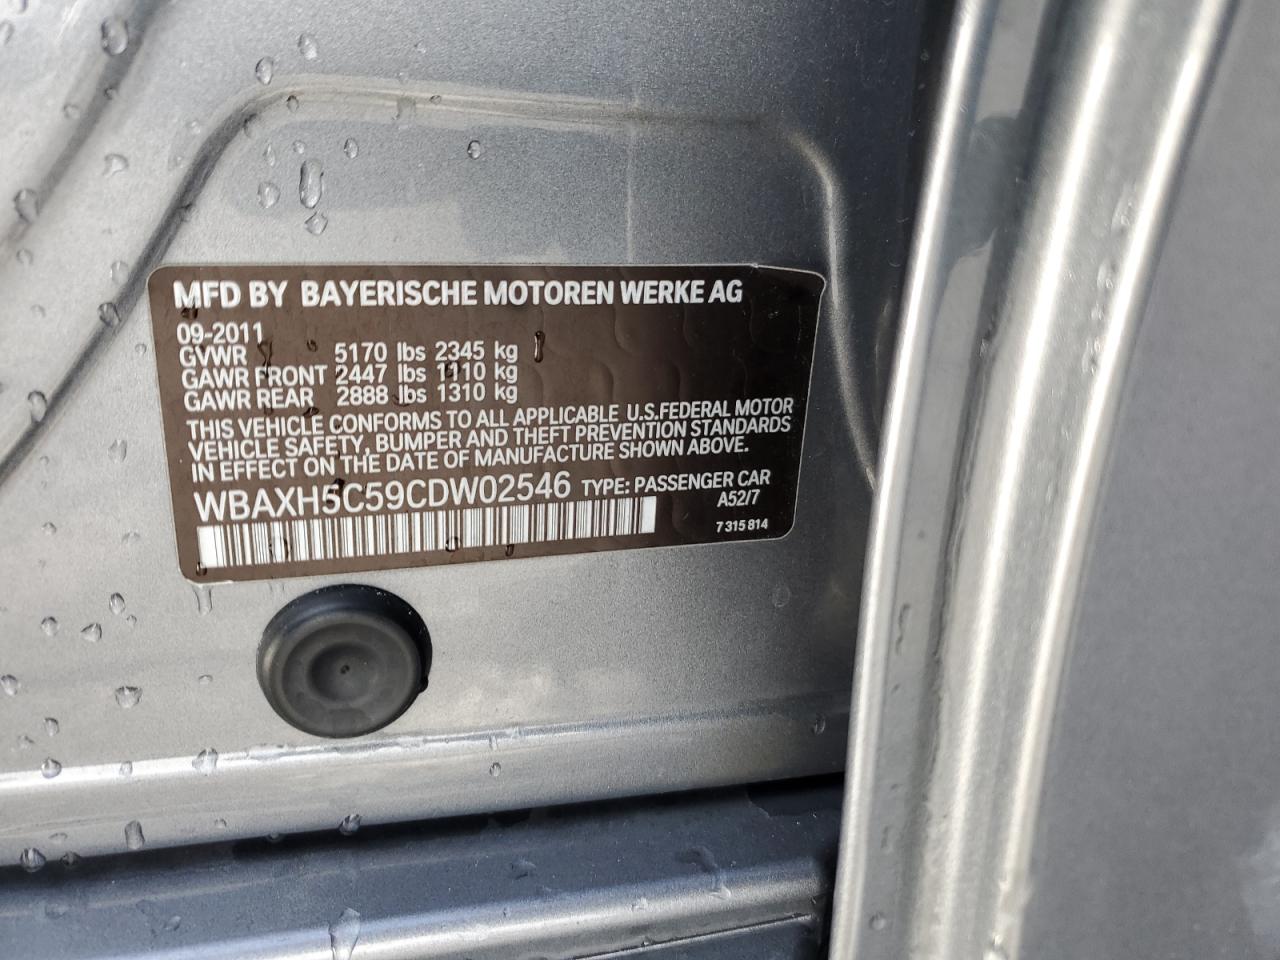 MFD BY BAYERISCHE MOTOREN WERKE AG
09-2011
GVWR 5170 lbs 2345 kg
GAWR FRONT 2447 lbs 1110 kg
GAWR REAR 2888 lbs 1310 kg
THIS VEHICLE CONFORMS TO ALL APPLICABLE U.S.FEDERAL MOTOR
VEHICLE SAFETY, BUMPER AND THEFT PREVENTION STANDARDS
IN EFFECT ON THE DATE OF MANUFACTURE SHOWN ABOVE.
WBAXH5C59CDW02546 TYPE: PASSENGER CAR
A52/7
7 315 814